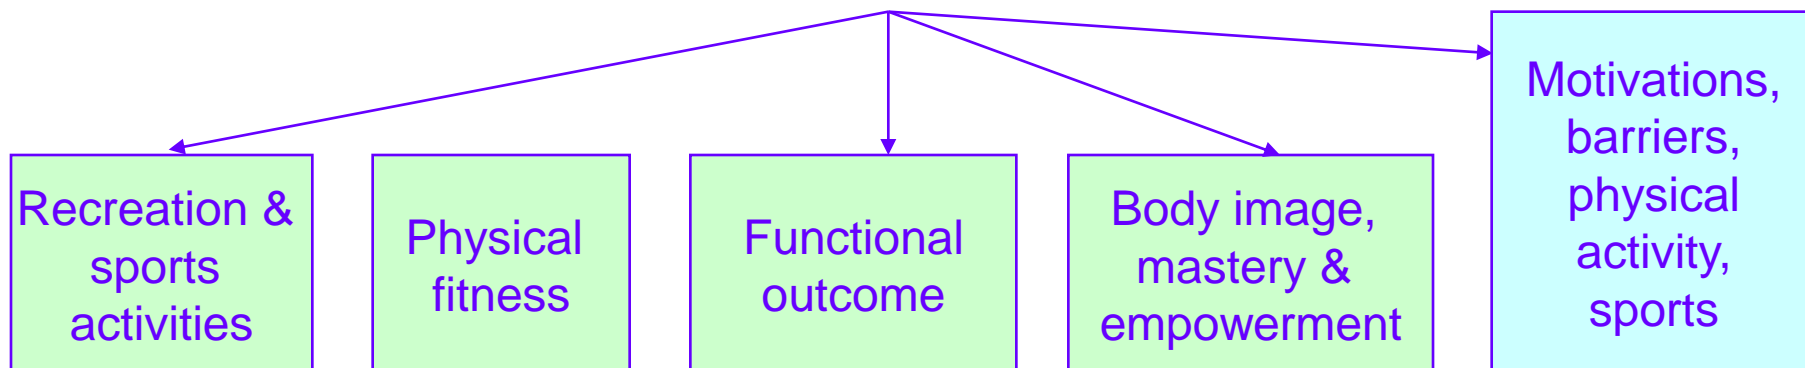 Recreation &
sports
activities
Physical
fitness
Functional
outcome
Body image,
mastery &
empowerment
Motivations,
barriers,
physical
activity,
sports